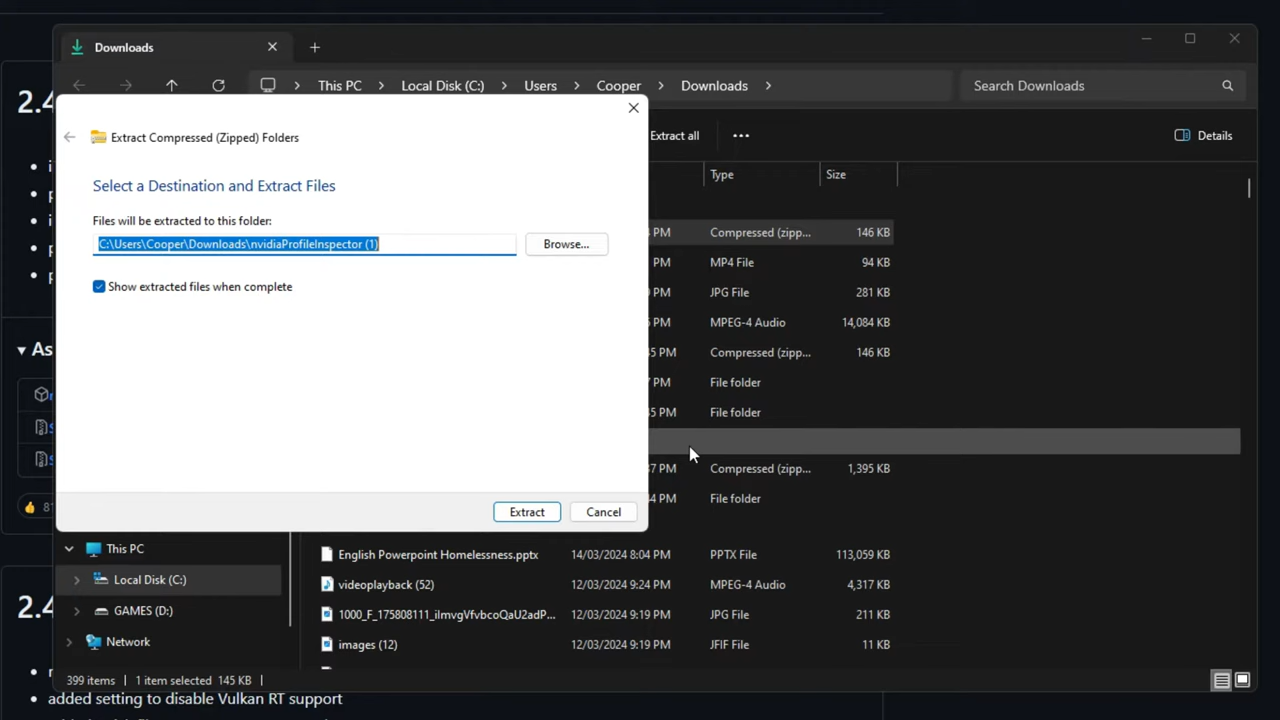 Downloads
This PC
Local Disk (C:)
Users
Cooper
Downloads
Search Downloads
2.4
Extract all
Details
Extract Compressed (Zipped) Folders
Select a Destination and Extract Files
Files will be extracted to this folder:
C:\Users\Cooper\Downloads\nvidiaProfileInspector (1)
Browse...
Show extracted files when complete
Extract
Cancel
Type
Size
PM
Compressed (zipp...
146 KB
PM
MP4 File
94 KB
PM
JPG File
281 KB
PM
MPEG-4 Audio
14,084 KB
PM
Compressed (zipp...
146 KB
PM
File folder
PM
File folder
PM
Compressed (zipp...
1,395 KB
PM
File folder
As
This PC
Local Disk (C:)
GAMES (D:)
Network
English Powerpoint Homelessness.pptx
14/03/2024 8:04 PM
PPTX File
113,059 KB
videoplayback (52)
12/03/2024 9:24 PM
MPEG-4 Audio
4,317 KB
12/03/2024 9:19 PM
JPG File
211 KB
images (12)
12/03/2024 9:19 PM
JFIF File
11 KB
2.4
399 items
1 item selected 145 KB
added setting to disable Vulkan RT support